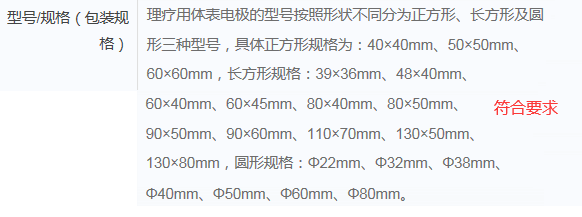 型号/规格（包装规格）
理疗用体表电极的型号按照形状不同分为正方形、长方形及圆
形三种型号，具体正方形规格为：40×40mm、50×50mm、
60×60mm，长方形规格：39×36mm、48×40mm、
60×40mm、60×45mm、80×40mm、80×50mm、
90×50mm、90×60mm、110×70mm、130×50mm、
130×80mm，圆形规格：Φ22mm、Φ32mm、Φ38mm、
Φ40mm、Φ50mm、Φ60mm、Φ80mm。
符合要求